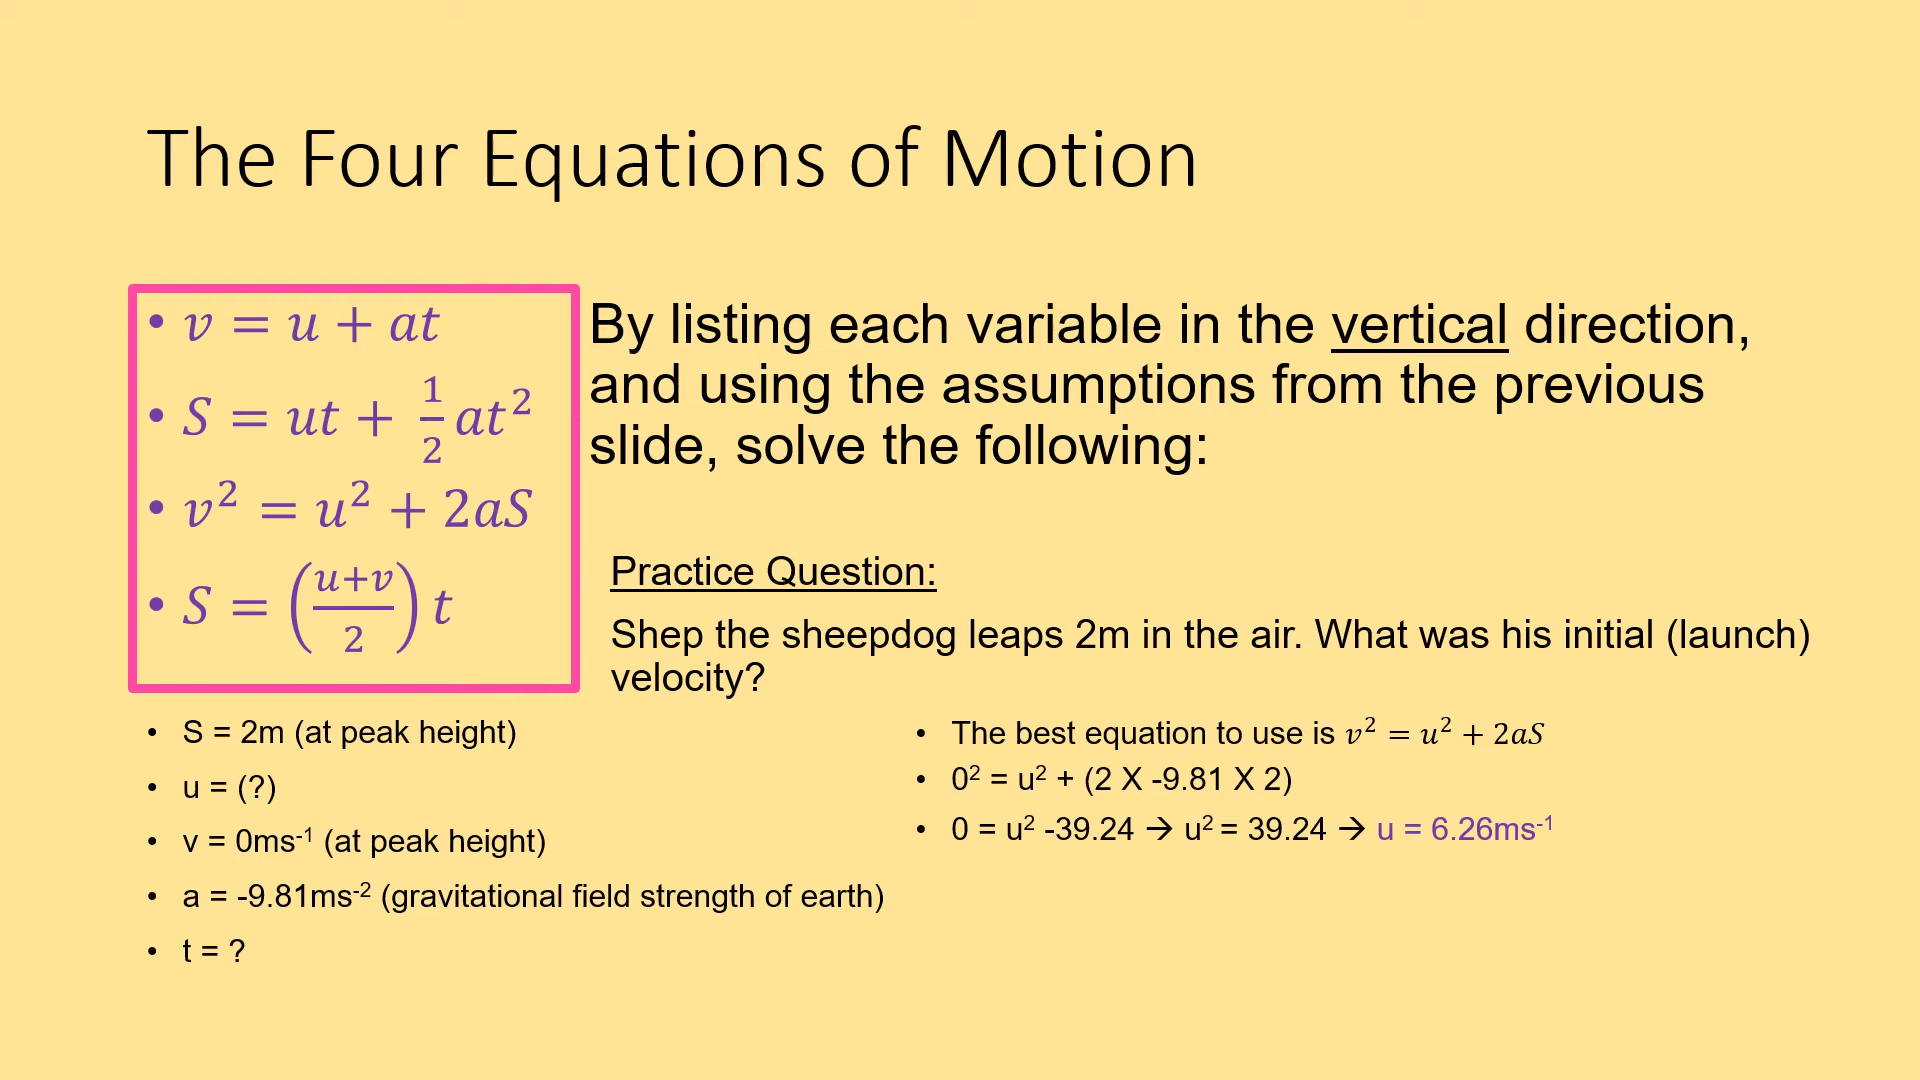 The Four Equations of Motion
• v = u + at
• S = ut + 1/2 at²
• v² = u² + 2aS
• S = ((u+v)/2) t
By listing each variable in the vertical direction,
and using the assumptions from the previous
slide, solve the following:
Practice Question:
Shep the sheepdog leaps 2m in the air. What was his initial (launch)
velocity?
• S = 2m (at peak height)
• u = (?)
• v = 0ms⁻¹ (at peak height)
• a = -9.81ms⁻² (gravitational field strength of earth)
• t = ?
• The best equation to use is v² = u² + 2aS
• 0² = u² + (2 X -9.81 X 2)
• 0 = u² -39.24 → u² = 39.24 → u = 6.26ms⁻¹